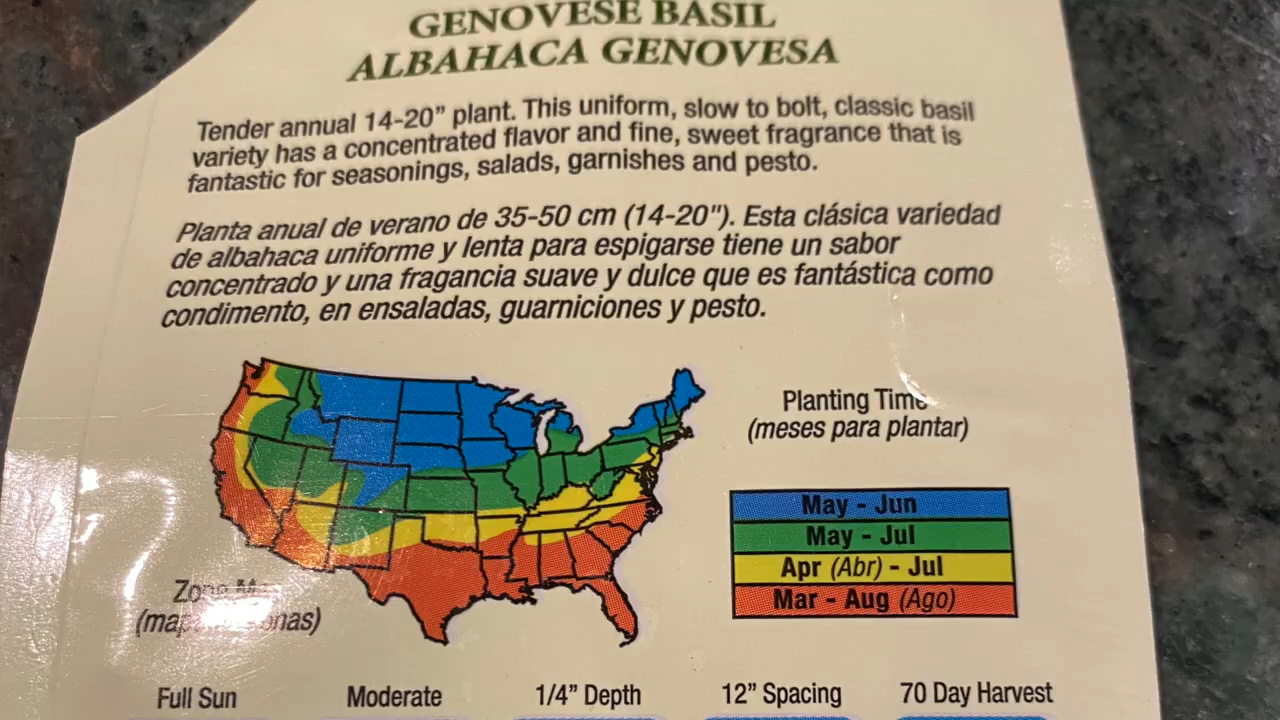 GENOVESE BASIL
ALBAHACA GENOVESA
Tender annual 14-20” plant. This uniform, slow to bolt, classic basil
variety has a concentrated flavor and fine, sweet fragrance that is
fantastic for seasonings, salads, garnishes and pesto.
Planta anual de verano de 35-50 cm (14-20"). Esta clásica variedad
de albahaca uniforme y lenta para espigarse tiene un sabor
concentrado y una fragancia suave y dulce que es fantástica como
condimento, en ensaladas, guarniciones y pesto.
Planting Time
(meses para plantar)
May - Jun
May - Jul
Apr (Abr) - Jul
Mar - Aug (Ago)
Full Sun
Moderate
1/4” Depth
12” Spacing
70 Day Harvest